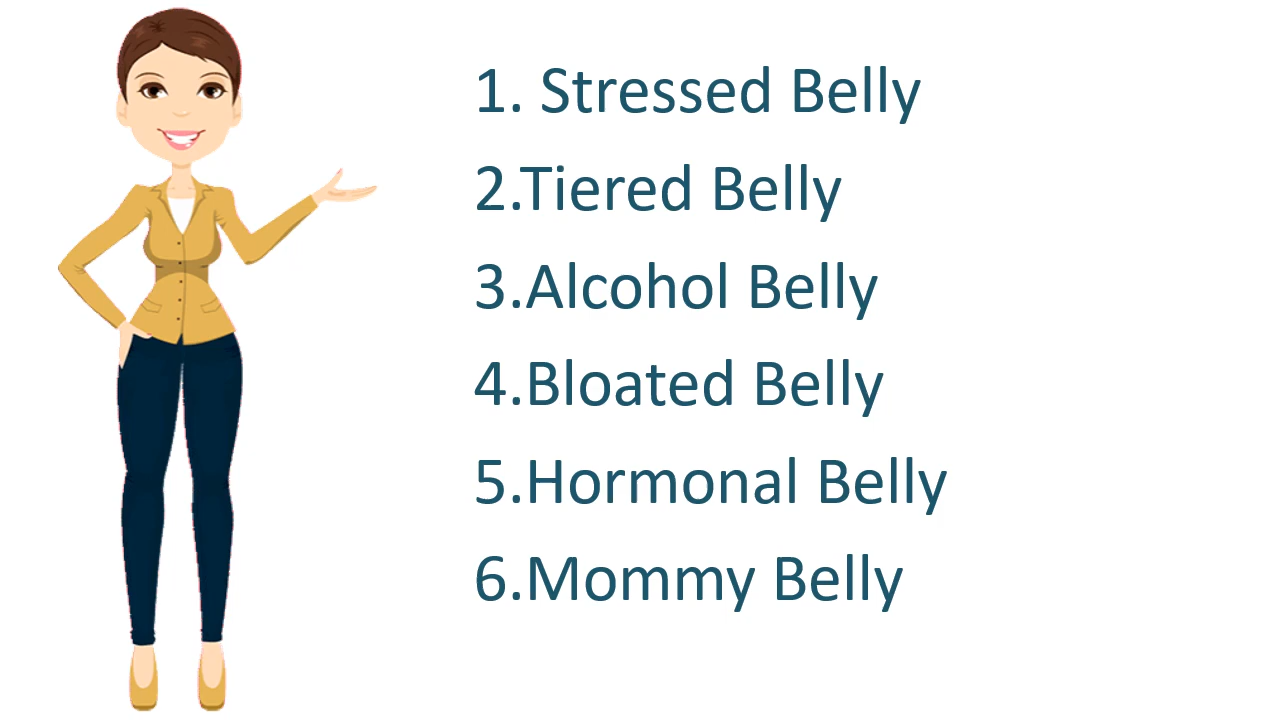 1. Stressed Belly
2.Tiered Belly
3.Alcohol Belly
4.Bloated Belly
5.Hormonal Belly
6.Mommy Belly